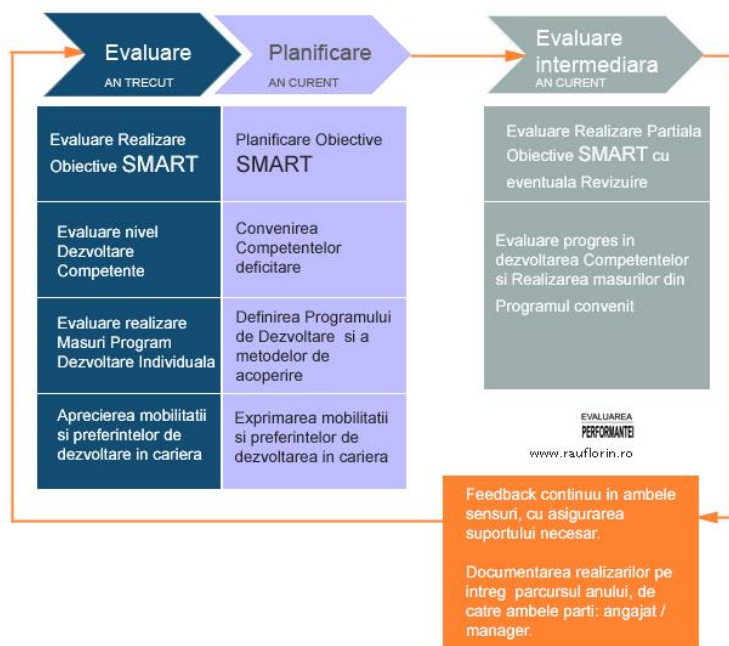 Evaluare
AN TRECUT
Planificare
AN CURENT
Evaluare
intermediara
AN CURENT
Evaluare Realizare
Obiective SMART
Planificare Obiective
SMART
Evaluare Realizare Partiala
Obiective SMART cu
eventuala Revizuire
Evaluare nivel
Dezvoltare
Competente
Convenirea
Competentelor
deficitare
Evaluare progres in
dezvoltarea Competentelor
si Realizarea masurilor din
Programul convenit
Evaluare realizare
Masuri Program
Dezvoltare Individuala
Definirea Programului
de Dezvoltare si a
metodelor de
acoperire
Aprecierea mobilitatii
si preferintelor de
dezvoltare in cariera
Exprimarea mobilitatii
si preferintelor de
dezvoltarea in cariera
EVALUAREA
PERFORMANTEI
www.rauflorin.ro
Feedback continuu in ambele
sensuri, cu asigurarea
suportului necesar.
Documentarea realizarilor pe
intreg parcursul anului, de
catre ambele parti: angajat /
manager.